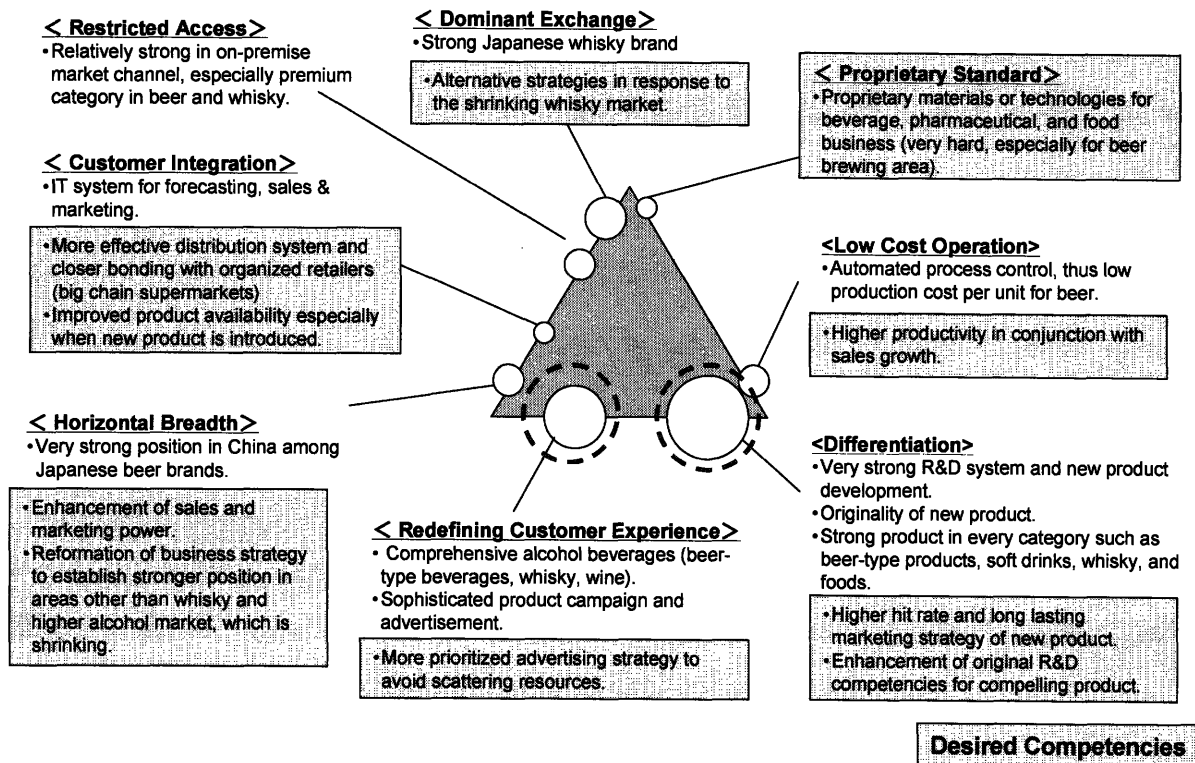 < Restricted Access>
•Relatively strong in on-premise
market channel, especially premium
category in beer and whisky.
< Dominant Exchange>
•Strong Japanese whisky brand
•Alternative strategies in response to
the shrinking whisky market.
< Proprietary Standard>
•Proprietary materials or technologies for
beverage, pharmaceutical, and food
business (very hard, especially for beer
brewing area).
< Customer Integration>
•IT system for forecasting, sales &
marketing.
•More effective distribution system and
closer bonding with organized retailers
(big chain supermarkets)
•Improved product availability especially
when new product is introduced.
<Low Cost Operation>
•Automated process control, thus low
production cost per unit for beer.
•Higher productivity in conjunction with
sales growth.
< Horizontal Breadth>
•Very strong position in China among
Japanese beer brands.
•Enhancement of sales and
marketing power.
•Reformation of business strategy
to establish stronger position in
areas other than whisky and
higher alcohol market, which is
shrinking.
< Redefining Customer Experience>
• Comprehensive alcohol beverages (beer-
type beverages, whisky, wine).
•Sophisticated product campaign and
advertisement.
•More prioritized advertising strategy to
avoid scattering resources.
<Differentiation>
•Very strong R&D system and new product
development.
•Originality of new product.
•Strong product in every category such as
beer-type products, soft drinks, whisky, and
foods.
•Higher hit rate and long lasting
marketing strategy of new product.
•Enhancement of original R&D
competencies for compelling product.
Desired Competencies